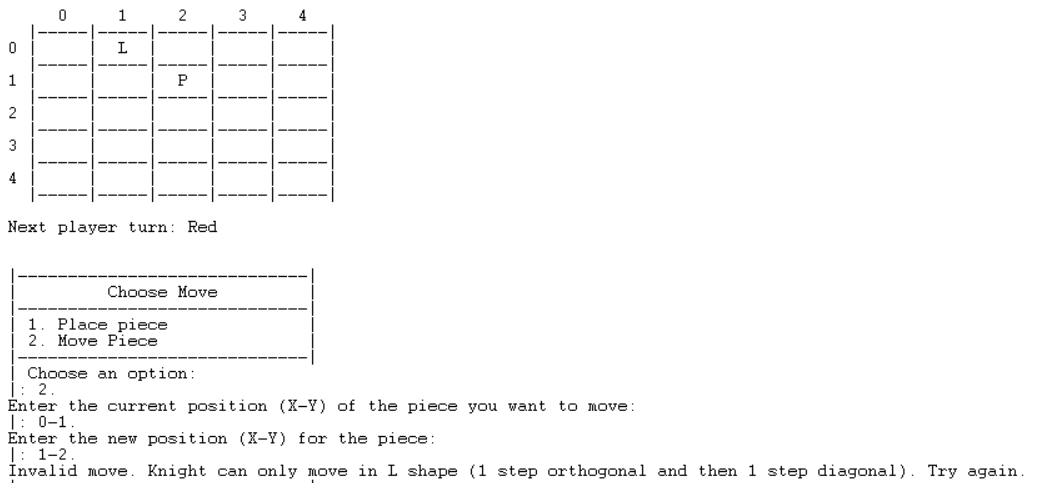 0 1 2 3 4
|-----|-----|-----|-----|-----|
0 | | L | | | |
|-----|-----|-----|-----|-----|
1 | | | P | | |
|-----|-----|-----|-----|-----|
2 | | | | | |
|-----|-----|-----|-----|-----|
3 | | | | | |
|-----|-----|-----|-----|-----|
4 | | | | | |
|-----|-----|-----|-----|-----|
Next player turn: Red
|-----------------------------|
| Choose Move |
|-----------------------------|
| 1. Place piece |
| 2. Move Piece |
|-----------------------------|
| Choose an option:
|: 2.
Enter the current position (X-Y) of the piece you want to move:
|: 0-1.
Enter the new position (X-Y) for the piece:
|: 1-2.
Invalid move. Knight can only move in L shape (1 step orthogonal and then 1 step diagonal). Try again.